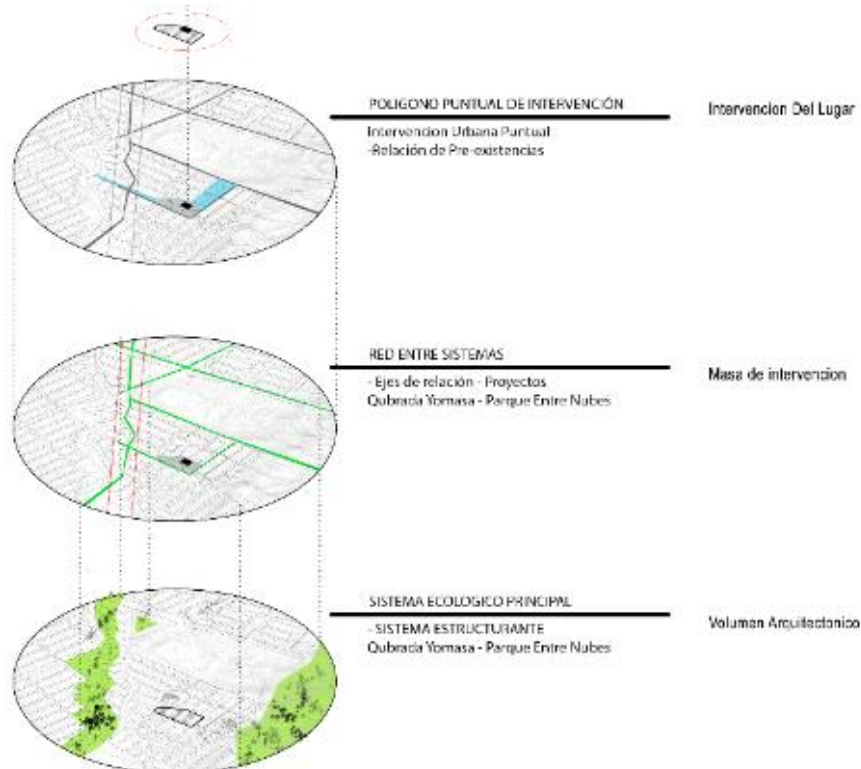 POLIGONO PUNTUAL DE INTERVENCIÓN
Intervencion Del Lugar
Intervencion Urbana Puntual
-Relación de Pre-existencias
RED ENTRE SISTEMAS
Masa de intervencion
- Ejes de relación - Proyectos
Qubrada Yomasa - Parque Entre Nubes
SISTEMA ECOLOGICO PRINCIPAL
Volumen Arquitectonico
- SISTEMA ESTRUCTURANTE
Qubrada Yomasa - Parque Entre Nubes